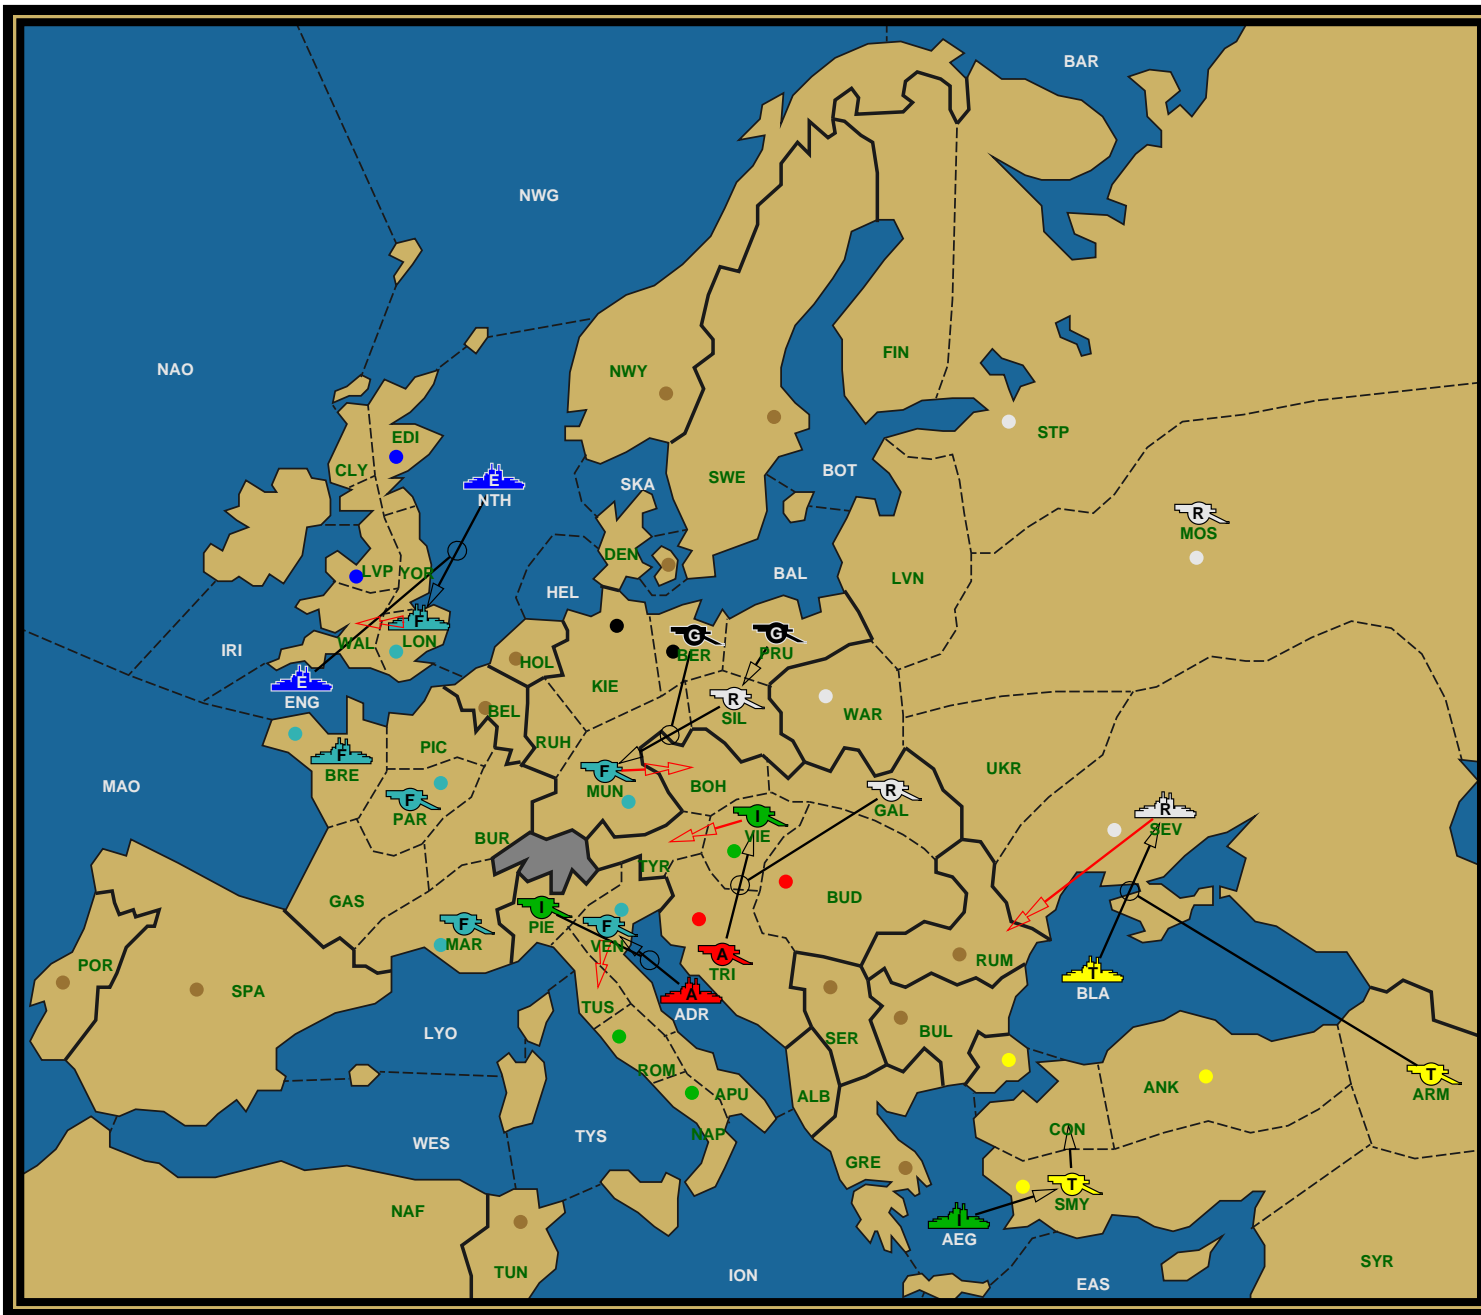 BAR
NWG
NAO
FIN
NWY
EDI
STP
CLY
BOT
SWE
SKA
E
NTH
R
MOS
DEN
LVP
YOR
BAL
LVN
HEL
F
LON
WAL
IRI
G
BER
G
PRU
HOL
KIE
E
ENG
R
SIL
BEL
WAR
RUH
PIC
F
BRE
F
MUN
BOH
UKR
MAO
F
PAR
R
GAL
R
SEV
I
VIE
BUR
TYR
BUD
GAS
I
PIE
F
MAR
F
VEN
A
TRI
RUM
POR
SPA
T
BLA
A
ADR
TUS
LYO
SER
BUL
ROM
APU
ALB
ANK
T
ARM
CON
NAP
WES
TYS
GRE
T
SMY
NAF
I
AEG
SYR
TUN
ION
EAS